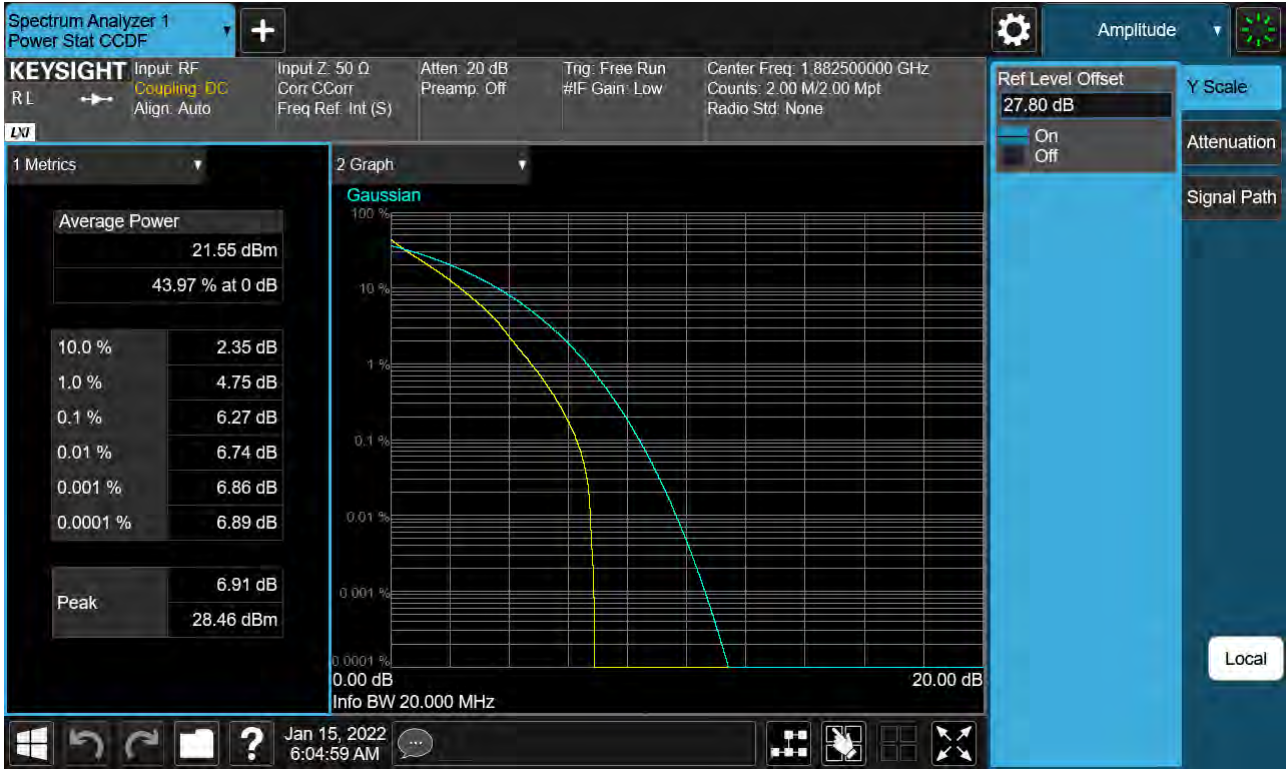 Spectrum Analyzer 1
Power Stat CCDF
+
Amplitude
KEYSIGHT
R L
LXI
Input: RF
Coupling: DC
Align: Auto
Input Z: 50 Ω
Corr CCorr
Freq Ref: Int (S)
Atten: 20 dB
Preamp: Off
Trig: Free Run
#IF Gain: Low
Center Freq: 1.882500000 GHz
Counts: 2.00 M/2.00 Mpt
Radio Std: None
Ref Level Offset
27.80 dB
On
Off
Y Scale
Attenuation
Signal Path
Local
1 Metrics
Average Power
21.55 dBm
43.97 % at 0 dB
10.0 % 2.35 dB
1.0 % 4.75 dB
0.1 % 6.27 dB
0.01 % 6.74 dB
0.001 % 6.86 dB
0.0001 % 6.89 dB
Peak
6.91 dB
28.46 dBm
2 Graph
Gaussian
100 %
10 %
1 %
0.1 %
0.01 %
0.001 %
0.0001 %
0.00 dB 20.00 dB
Info BW 20.000 MHz
?
Jan 15, 2022
6:04:59 AM